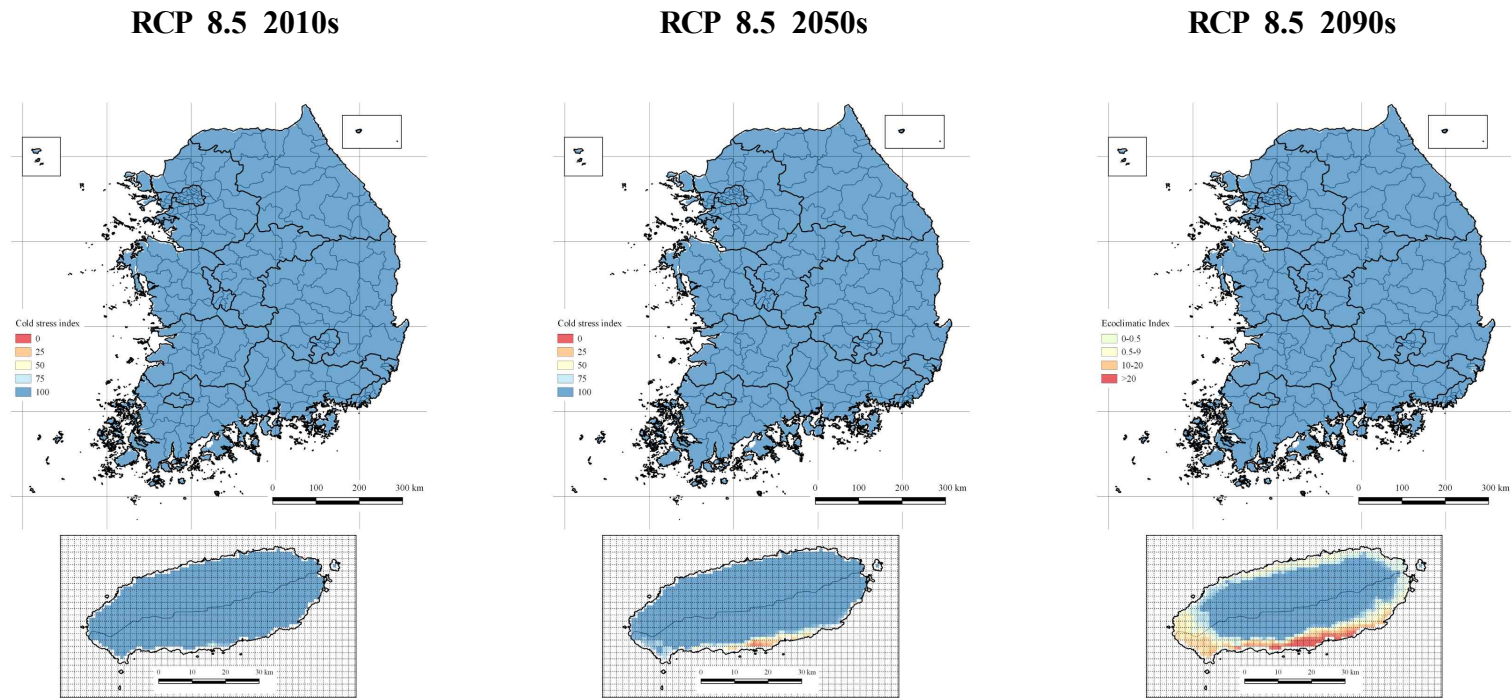 RCP 8.5 2010s
RCP 8.5 2050s
RCP 8.5 2090s
Cold stress index
0
25
50
75
100
0 100 200 300 km
0 10 20 30 km
Cold stress index
0
25
50
75
100
0 100 200 300 km
0 10 20 30 km
Ecoclimatic Index
0-0.5
0.5-9
10-20
>20
0 100 200 300 km
0 10 20 30 km